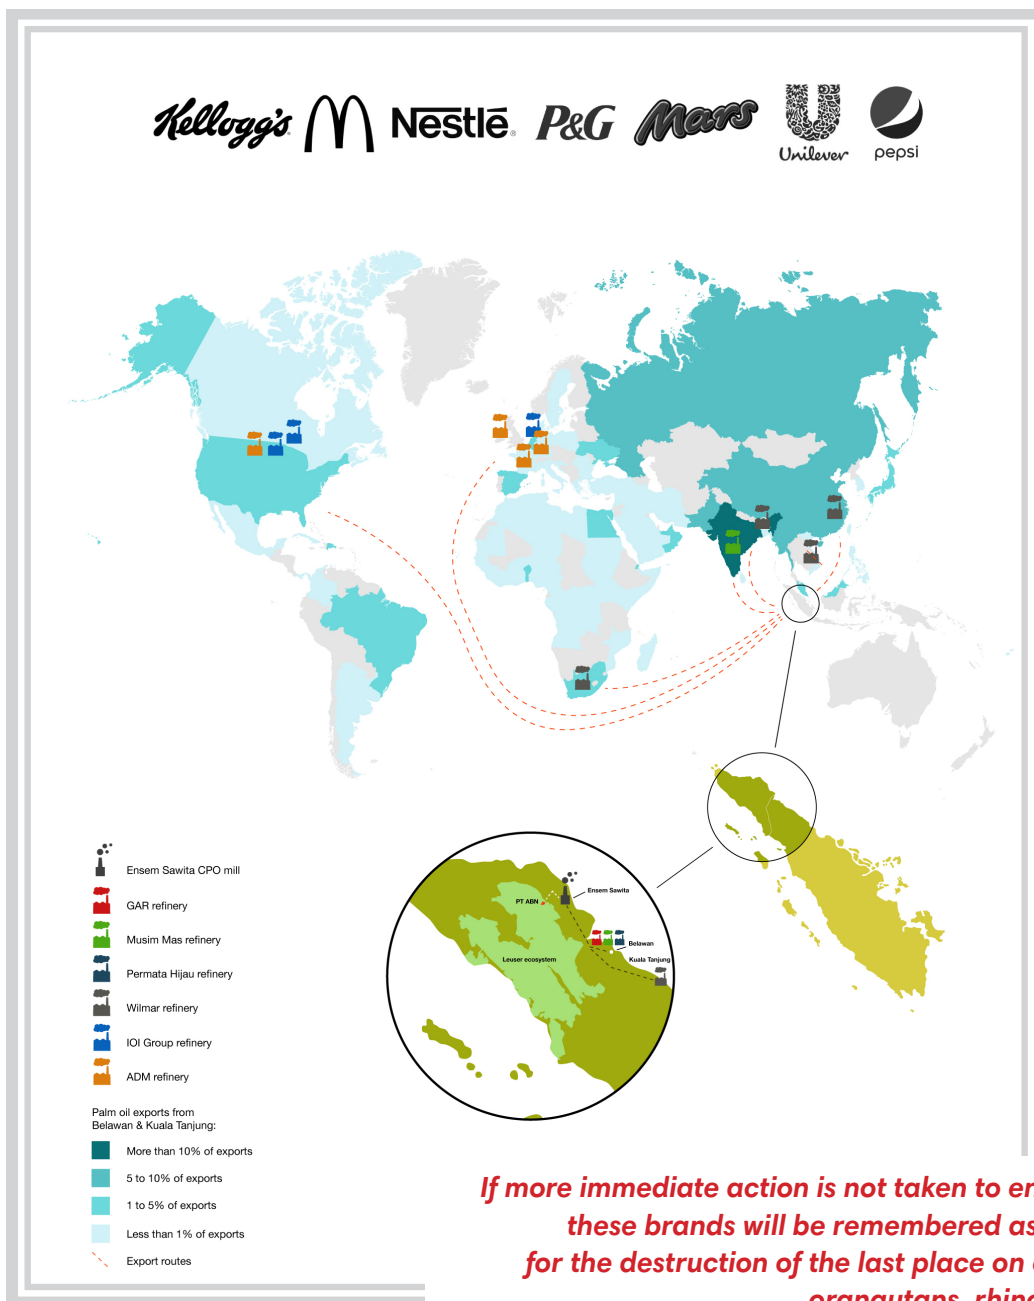 Kellogg's
Nestlé
P&G
Mars
Unilever
pepsi
Ensem Sawita CPO mill
GAR refinery
Musim Mas refinery
Permata Hijau refinery
Wilmar refinery
IOI Group refinery
ADM refinery
Palm oil exports from
Belawan & Kuala Tanjung:
More than 10% of exports
5 to 10% of exports
1 to 5% of exports
Less than 1% of exports
Export routes
Ensem Sawita
PT ABN
Belawan
Leuser ecosystem
Kuala Tanjung
If more immediate action is not taken to en
these brands will be remembered as
for the destruction of the last place on
orangutans, rhin